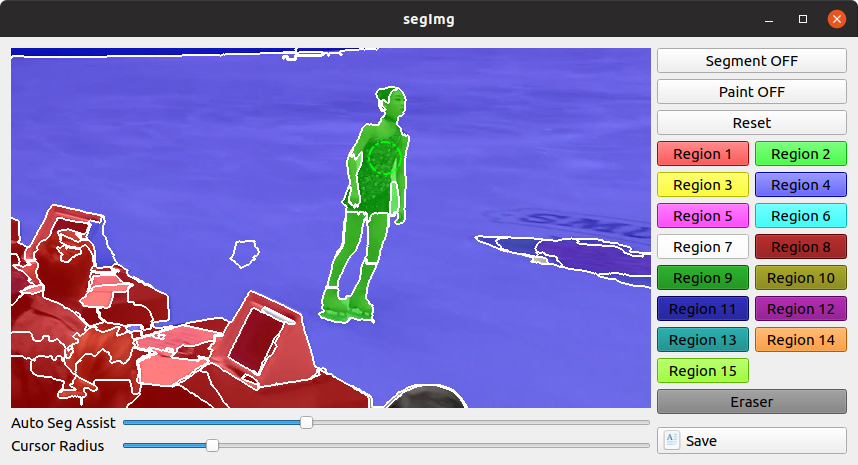 segImg
Segment OFF
Paint OFF
Reset
Region 1
Region 2
Region 3
Region 4
Region 5
Region 6
Region 7
Region 8
Region 9
Region 10
Region 11
Region 12
Region 13
Region 14
Region 15
Eraser
Auto Seg Assist
Cursor Radius
Save